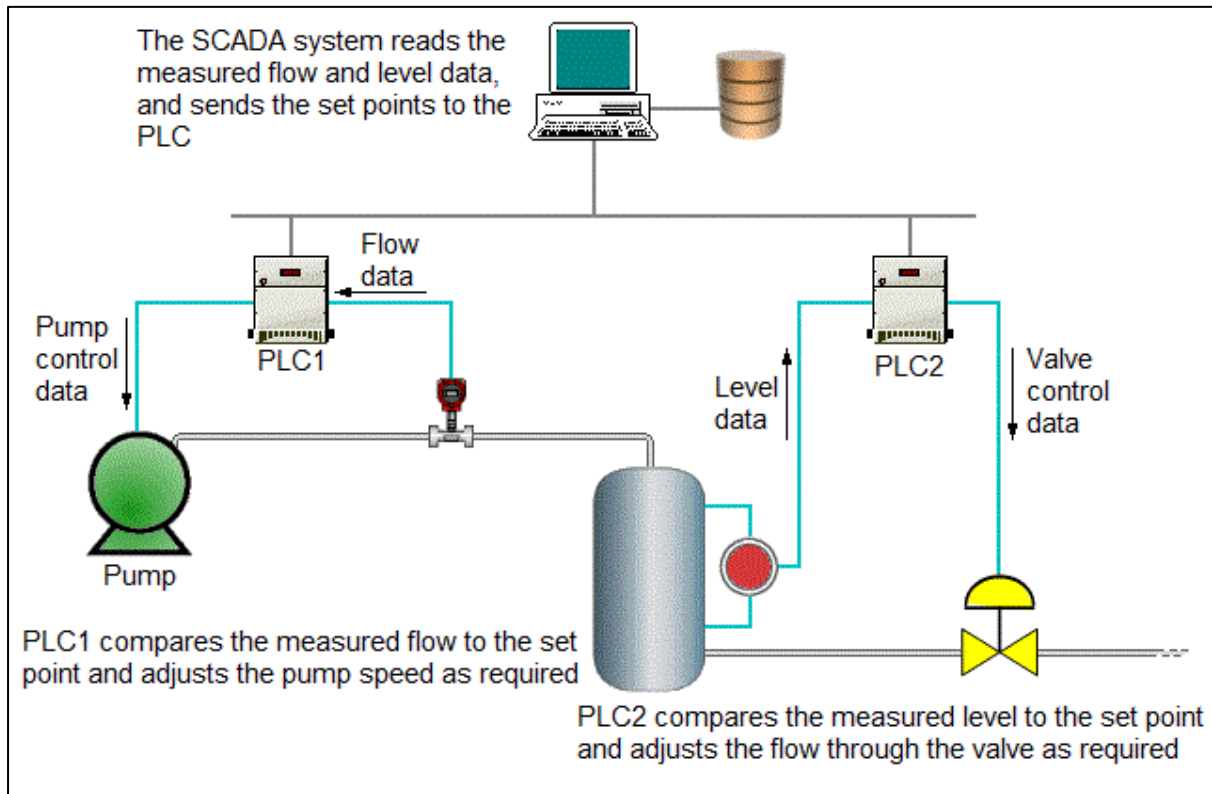 The SCADA system reads the
measured flow and level data,
and sends the set points to the
PLC
Flow
data
Pump
control
data
PLC1
Level
data
PLC2
Valve
control
data
Pump
PLC1 compares the measured flow to the set
point and adjusts the pump speed as required
PLC2 compares the measured level to the set point
and adjusts the flow through the valve as required